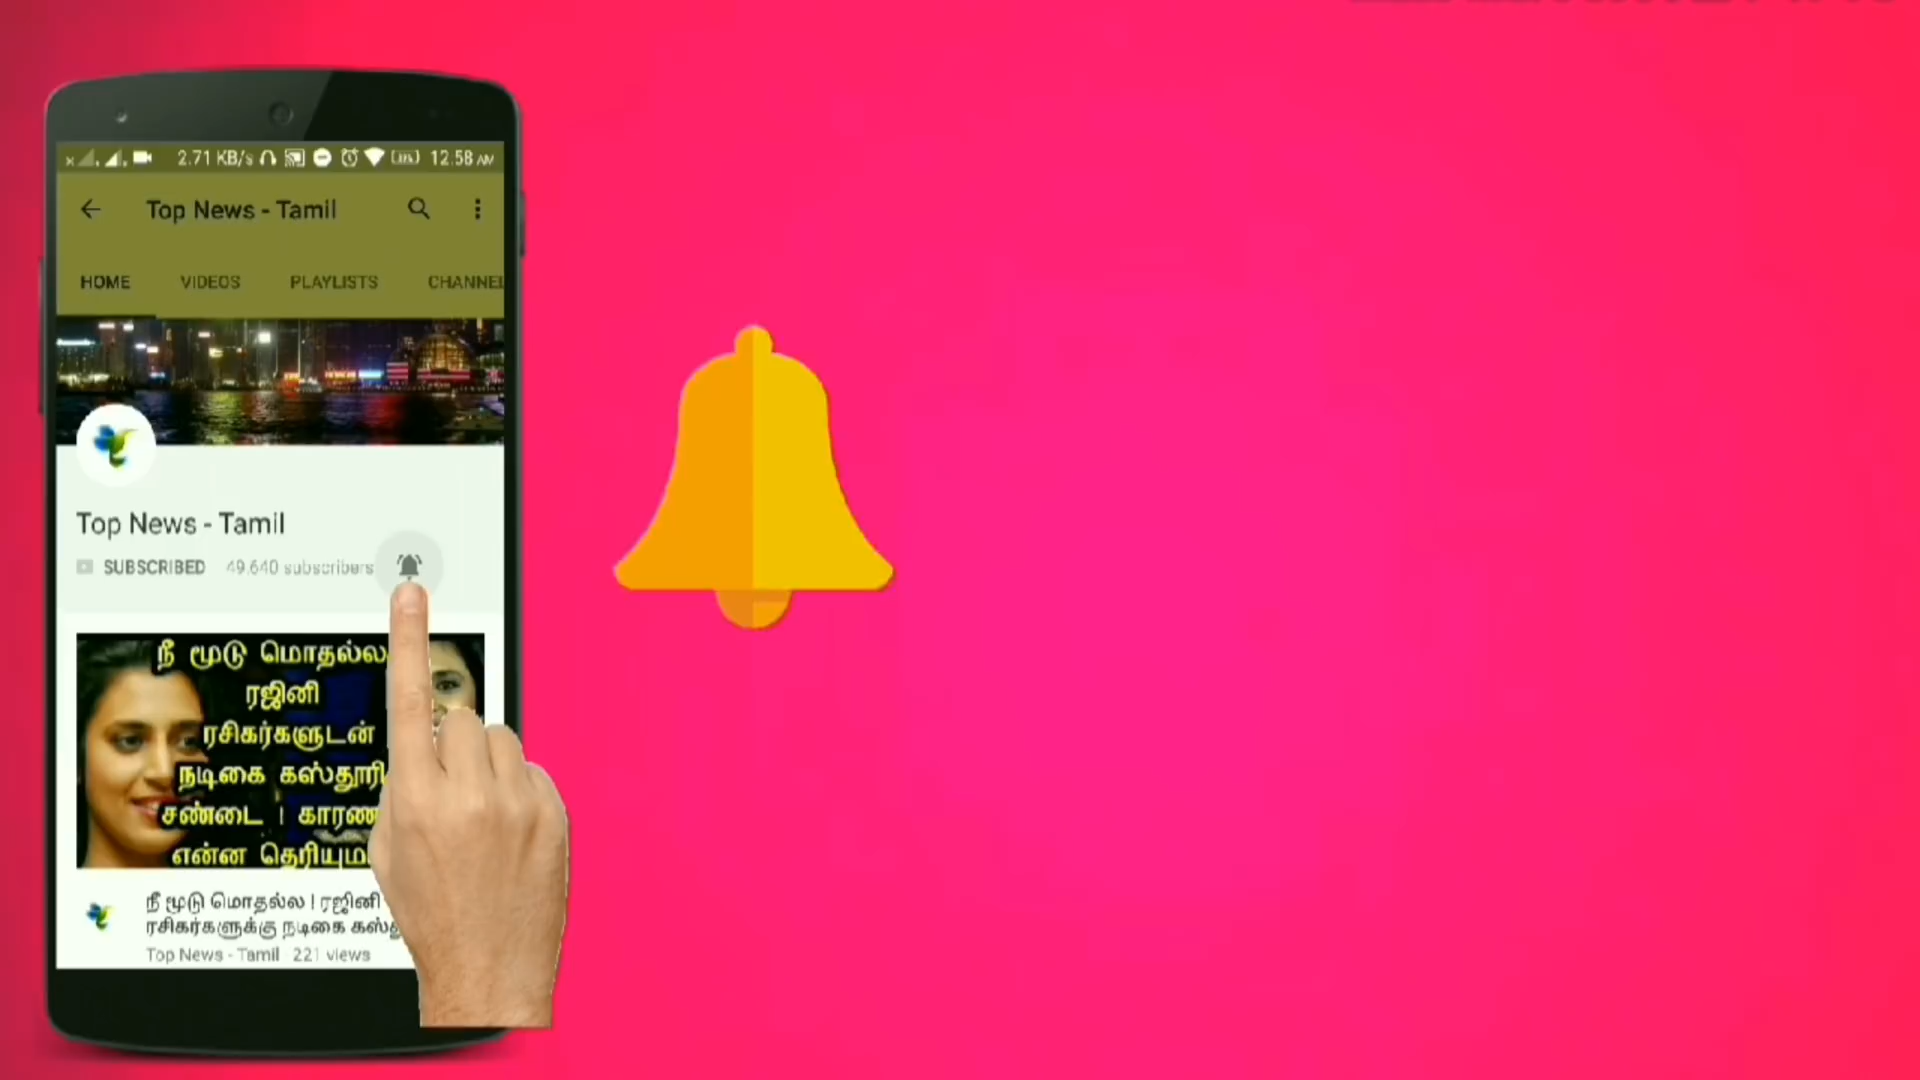 2.71 KB/s 12.58 AM
Top News - Tamil
HOME VIDEOS PLAYLISTS CHANNEL
Top News - Tamil
SUBSCRIBED 49,640 subscribers
நீ மூடு மொதல்ல
ரஜினி
ரசிகர்களுடன்
நடிகை கஸ்தூரி
சண்டை ! காரண
என்ன தெரியுமா
நீ மூடு மொதல்ல ! ரஜினி
ரசிகர்களுக்கு நடிகை கஸ்தூ
Top News - Tamil 221 views